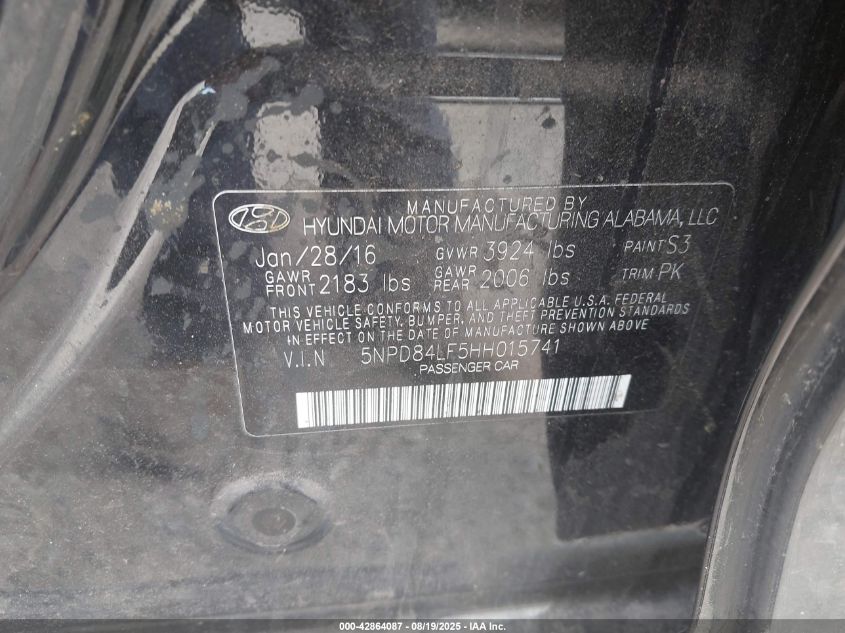 MANUFACTURED BY
HYUNDAI MOTOR MANUFACTURING ALABAMA, LLC
Jan/28/16 GVWR 3924 lbs PAINT S3
GAWR FRONT 2183 lbs GAWR REAR 2006 lbs TRIM PK
THIS VEHICLE CONFORMS TO ALL APPLICABLE U.S.A. FEDERAL
MOTOR VEHICLE SAFETY, BUMPER, AND THEFT PREVENTION STANDARDS
IN EFFECT ON THE DATE OF MANUFACTURE SHOWN ABOVE
V.I.N 5NPD84LF5HH015741
PASSENGER CAR
000-42864087 - 08/19/2025 - IAA Inc.